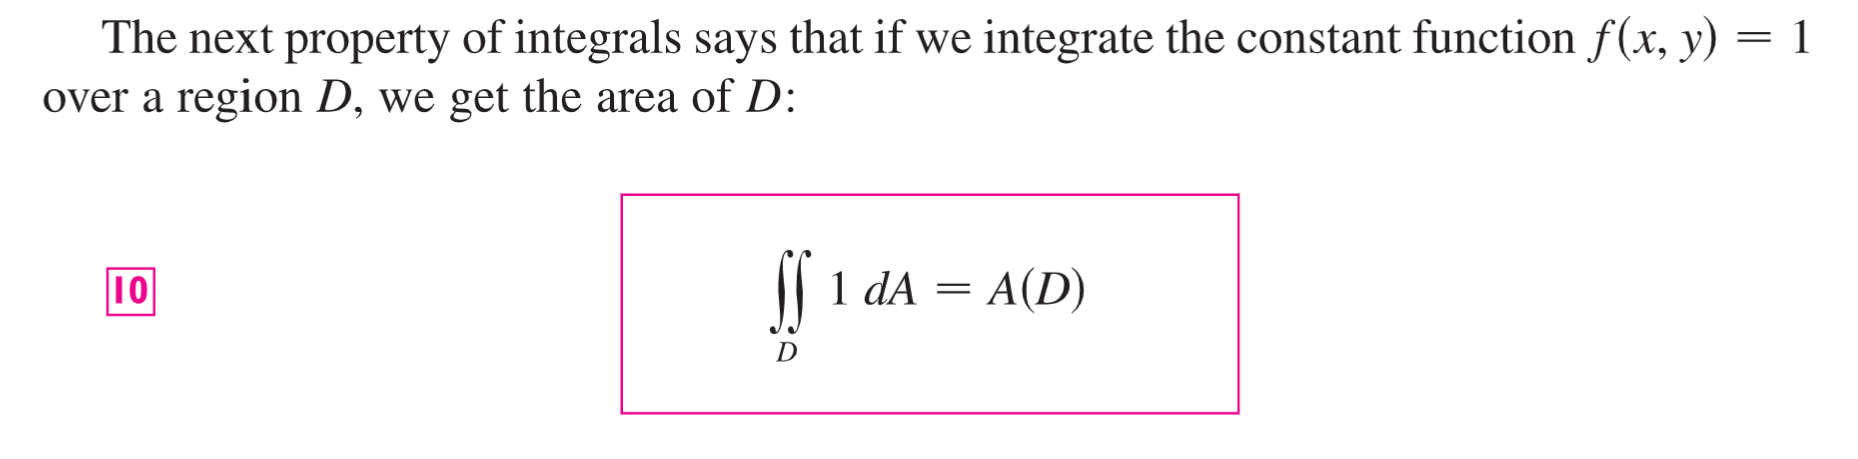 The next property of integrals says that if we integrate the constant function f(x, y) = 1
over a region D, we get the area of D:
10
∬ 1 dA = A(D)
D